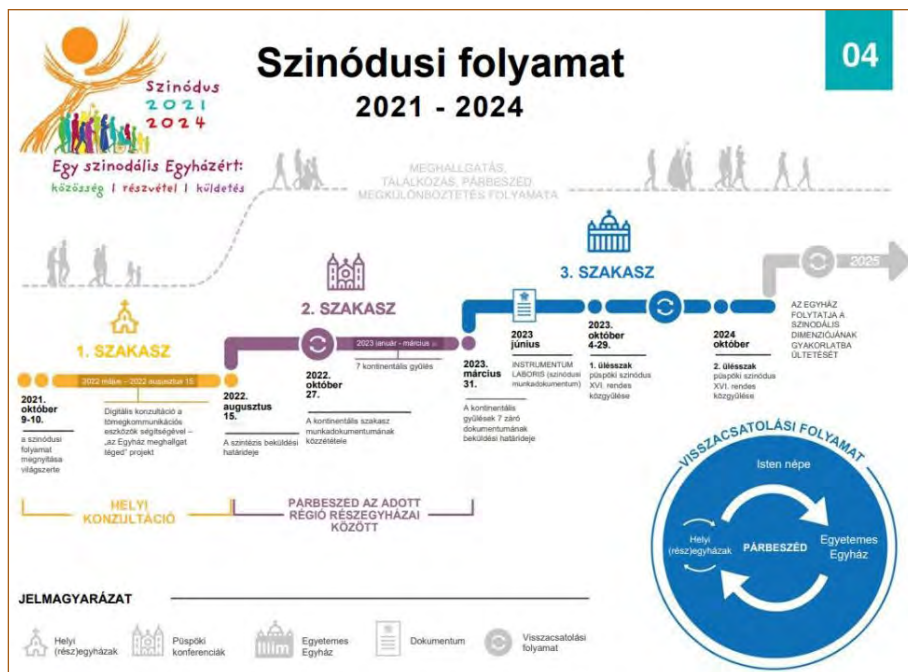 Szinódus
2021
2024
Egy szinodális Egyházért:
közösség | részvétel | küldetés
Szinódusi folyamat
2021 - 2024
04
MEGHALLGATÁS,
TALÁLKOZÁS, PÁRBESZÉD,
MEGKÜLÖNBÖZTETÉS FOLYAMATA
1. SZAKASZ
2022 május – 2022 augusztus 15.
2021.
október
9-10.
a szinódusi
folyamat
megnyitása
világszerte
Digitális konzultáció a
tömegkommunikációs
eszközök segítségével –
„az Egyház meghallgat
téged” projekt
2. SZAKASZ
2023 január - március
7 kontinentális gyűlés
2022.
augusztus
15.
A szintézis beküldési
határideje
2022.
október
27.
A kontinentális szakasz
munkadokumentumának
közzététele
3. SZAKASZ
2023.
március
31.
A kontinentális
gyűlések 7 záró
dokumentumának
beküldési határideje
2023
június
INSTRUMENTUM
LABORIS (szinódusi
munkadokumentum)
2023.
október
4-29.
1. ülésszak
püspöki szinódus
XVI. rendes
közgyűlése
2024
október
2. ülésszak
püspöki szinódus
XVI. rendes
közgyűlése
2025
AZ EGYHÁZ
FOLYTATJA A
SZINODÁLIS
DIMENZIÓJÁNAK
GYAKORLATBA
ÜLTETÉSÉT
HELYI
KONZULTÁCIÓ
PÁRBESZÉD AZ ADOTT
RÉGIÓ RÉSZEGYHÁZAI
KÖZÖTT
VISSZACSATOLÁSI FOLYAMAT
Isten népe
Helyi
(rész)egyházak
PÁRBESZÉD
Egyetemes
Egyház
JELMAGYARÁZAT
Helyi
(rész)egyházak
Püspöki
konferenciák
Egyetemes
Egyház
Dokumentum
Visszacsatolási
folyamat